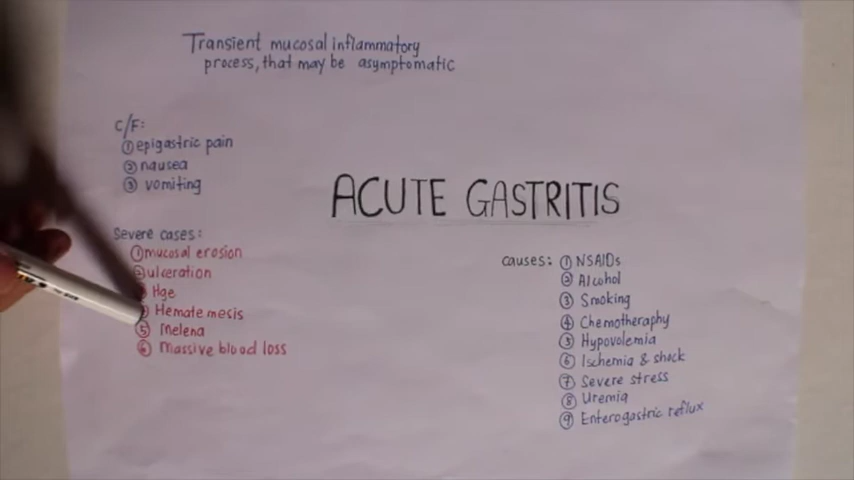 Transient mucosal inflammatory
process, that may be asymptomatic
C/F:
① epigastric pain
② nausea
③ vomiting
ACUTE GASTRITIS
Severe cases:
① mucosal erosion
② ulceration
Hge
Hematemesis
⑤ Melena
⑥ Massive blood loss
causes: ① NSAIDs
② Alcohol
③ Smoking
④ Chemotheraphy
⑤ Hypovolemia
⑥ Ischemia & shock
⑦ Severe stress
⑧ Uremia
⑨ Enterogastric reflux